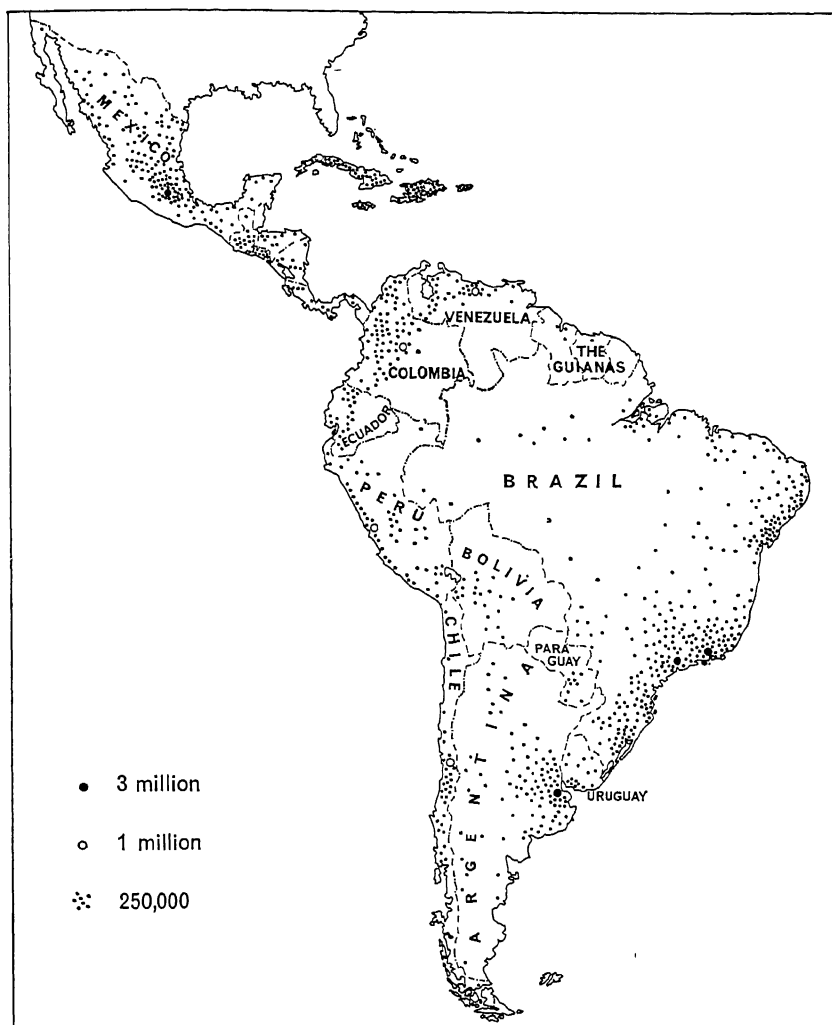 MEXICO
VENEZUELA
THE
GUIANAS
COLOMBIA
ECUADOR
BRAZIL
PERÚ
BOLIVIA
CHILE
PARA
GUAY
ARGENTINA
URUGUAY
3 million
1 million
250,000